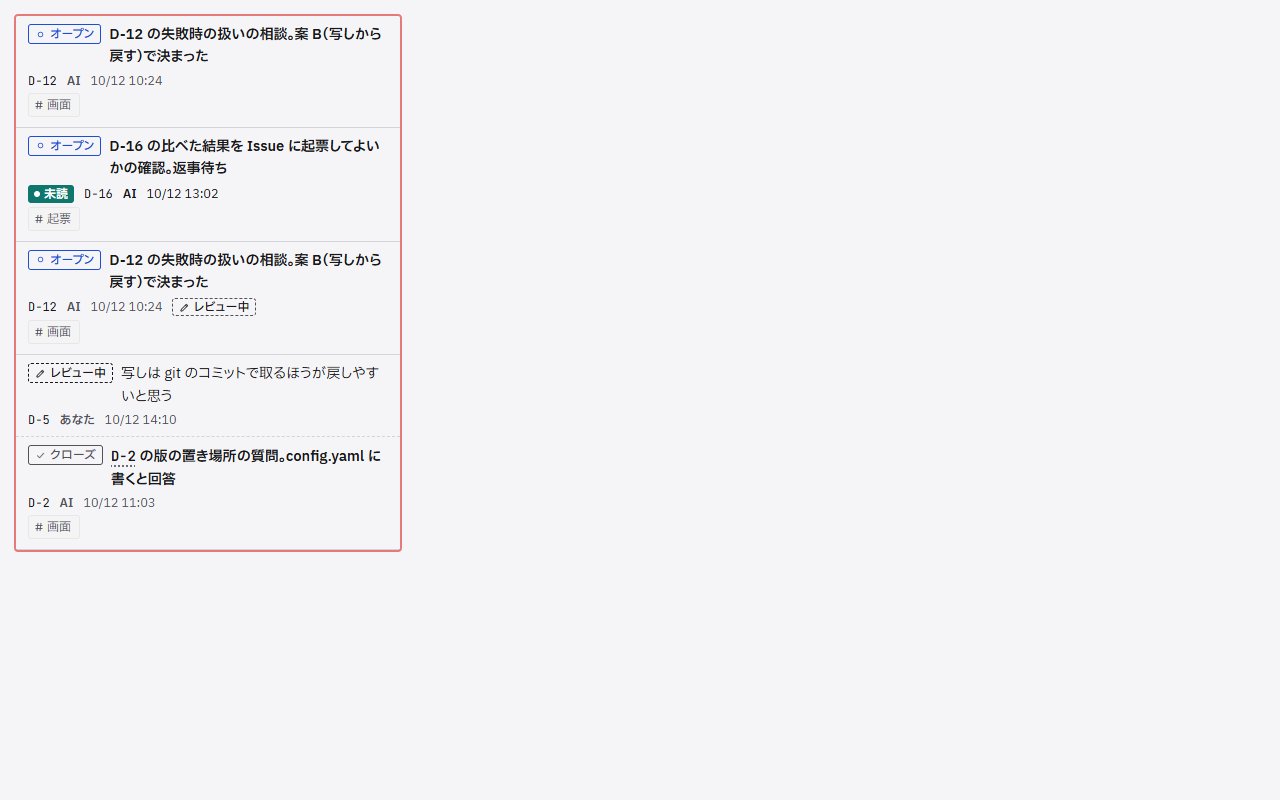 オープン D-12 の失敗時の扱いの相談。案 B（写しから
戻す）で決まった
D-12 AI 10/12 10:24
# 画面
オープン D-16 の比べた結果を Issue に起票してよい
かの確認。返事待ち
未読 D-16 AI 10/12 13:02
# 起票
オープン D-12 の失敗時の扱いの相談。案 B（写しから
戻す）で決まった
D-12 AI 10/12 10:24 レビュー中
# 画面
レビュー中 写しは git のコミットで取るほうが戻しやす
いと思う
D-5 あなた 10/12 14:10
クローズ D-2 の版の置き場所の質問。config.yaml に
書くと回答
D-2 AI 10/12 11:03
# 画面